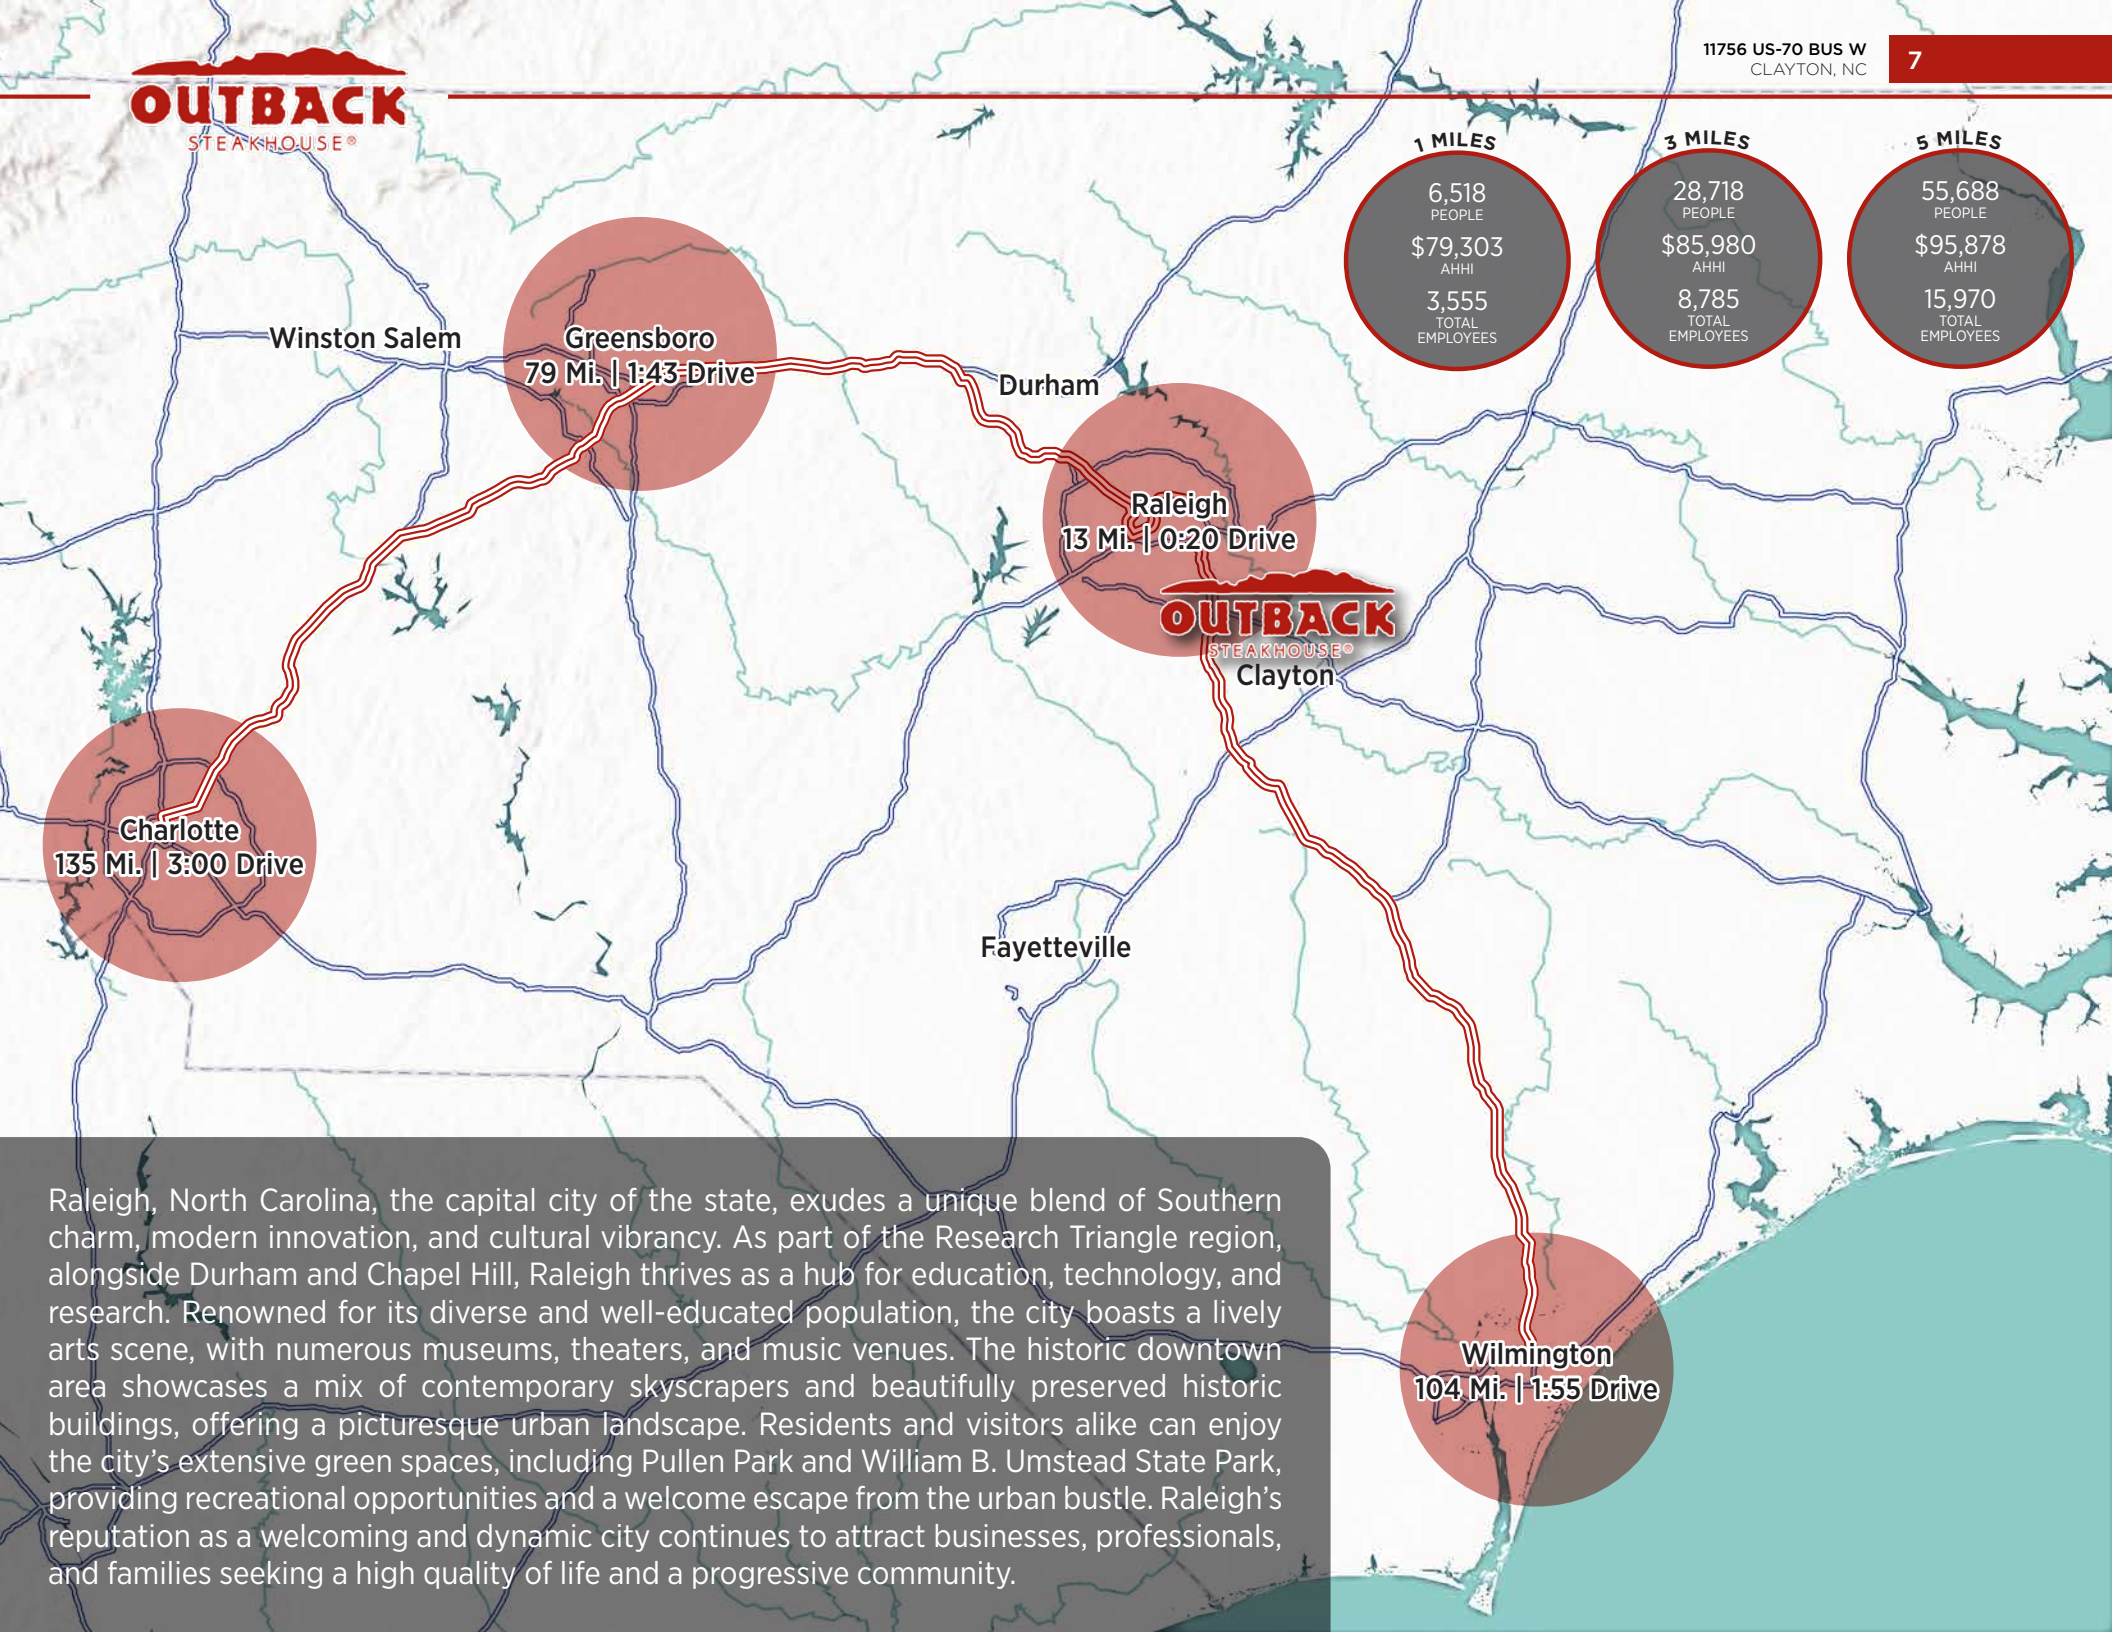 OUTBACK
STEAKHOUSE®
11756 US-70 BUS W
CLAYTON, NC
7
1 MILES
6,518
PEOPLE
$79,303
AHHI
3,555
TOTAL
EMPLOYEES
3 MILES
28,718
PEOPLE
$85,980
AHHI
8,785
TOTAL
EMPLOYEES
5 MILES
55,688
PEOPLE
$95,878
AHHI
15,970
TOTAL
EMPLOYEES
Winston Salem
Greensboro
79 Mi. | 1:43 Drive
Durham
Raleigh
13 Mi. | 0:20 Drive
OUTBACK
STEAKHOUSE®
Clayton
Charlotte
135 Mi. | 3:00 Drive
Fayetteville
Wilmington
104 Mi. | 1:55 Drive
Raleigh, North Carolina, the capital city of the state, exudes a unique blend of Southern
charm, modern innovation, and cultural vibrancy. As part of the Research Triangle region,
alongside Durham and Chapel Hill, Raleigh thrives as a hub for education, technology, and
research. Renowned for its diverse and well-educated population, the city boasts a lively
arts scene, with numerous museums, theaters, and music venues. The historic downtown
area showcases a mix of contemporary skyscrapers and beautifully preserved historic
buildings, offering a picturesque urban landscape. Residents and visitors alike can enjoy
the city's extensive green spaces, including Pullen Park and William B. Umstead State Park,
providing recreational opportunities and a welcome escape from the urban bustle. Raleigh's
reputation as a welcoming and dynamic city continues to attract businesses, professionals,
and families seeking a high quality of life and a progressive community.